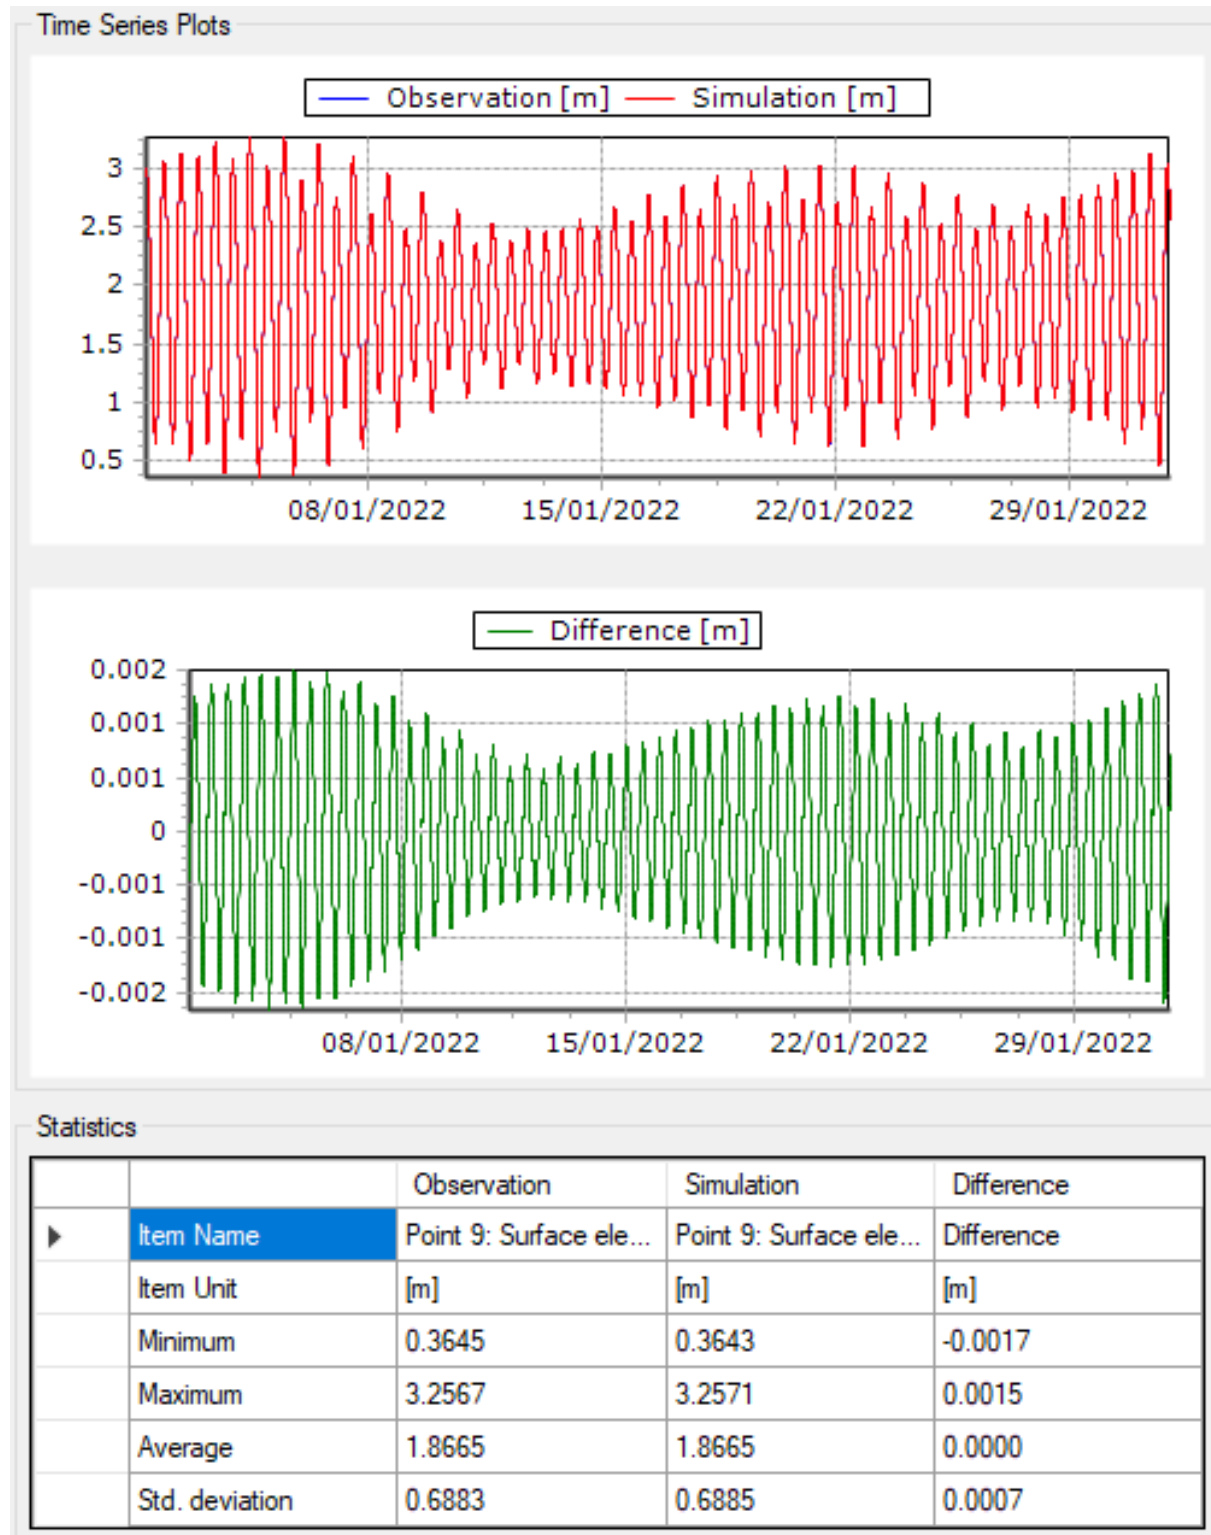 Time Series Plots
Observation [m] Simulation [m]
3
2.5
2
1.5
1
0.5
08/01/2022 15/01/2022 22/01/2022 29/01/2022
Difference [m]
0.002
0.001
0.001
0
-0.001
-0.001
-0.002
08/01/2022 15/01/2022 22/01/2022 29/01/2022
Statistics
Observation Simulation Difference
Item Name Point 9: Surface ele... Point 9: Surface ele... Difference
Item Unit [m] [m] [m]
Minimum 0.3645 0.3643 -0.0017
Maximum 3.2567 3.2571 0.0015
Average 1.8665 1.8665 0.0000
Std. deviation 0.6883 0.6885 0.0007